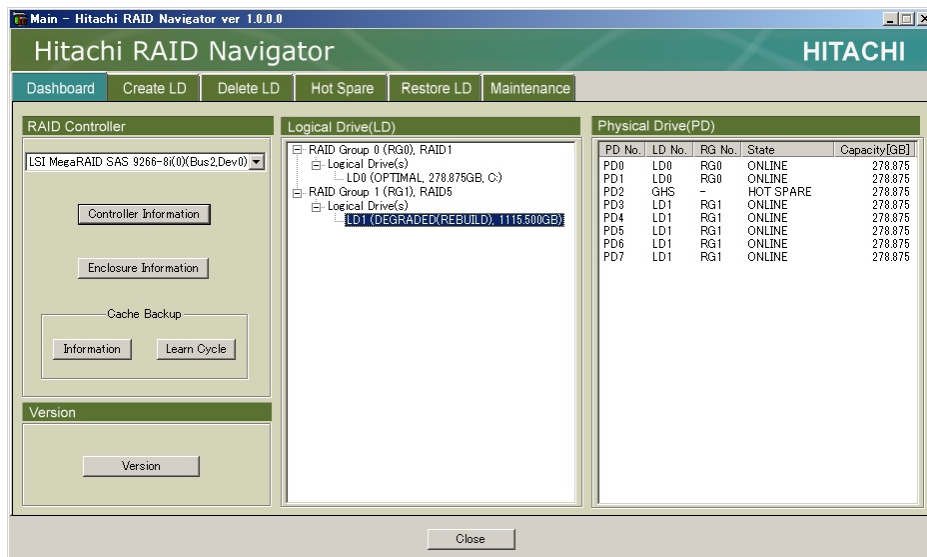 Main - Hitachi RAID Navigator ver 1.0.0.0
Hitachi RAID Navigator
HITACHI
Dashboard Create LD Delete LD Hot Spare Restore LD Maintenance
RAID Controller
LSI MegaRAID SAS 9266-8i(0)(Bus2,Dev0)
Controller Information
Enclosure Information
Cache Backup
Information Learn Cycle
Version
Version
Logical Drive(LD)
RAID Group 0 (RG0), RAID1
Logical Drive(s)
LD0 (OPTIMAL, 278.875GB, C:)
RAID Group 1 (RG1), RAID5
Logical Drive(s)
LD1 (DEGRADED(REBUILD), 1115.500GB)
Physical Drive(PD)
PD No. LD No. RG No. State Capacity[GB]
PD0 LD0 RG0 ONLINE 278.875
PD1 LD0 RG0 ONLINE 278.875
PD2 GHS - HOT SPARE 278.875
PD3 LD1 RG1 ONLINE 278.875
PD4 LD1 RG1 ONLINE 278.875
PD5 LD1 RG1 ONLINE 278.875
PD6 LD1 RG1 ONLINE 278.875
PD7 LD1 RG1 ONLINE 278.875
Close